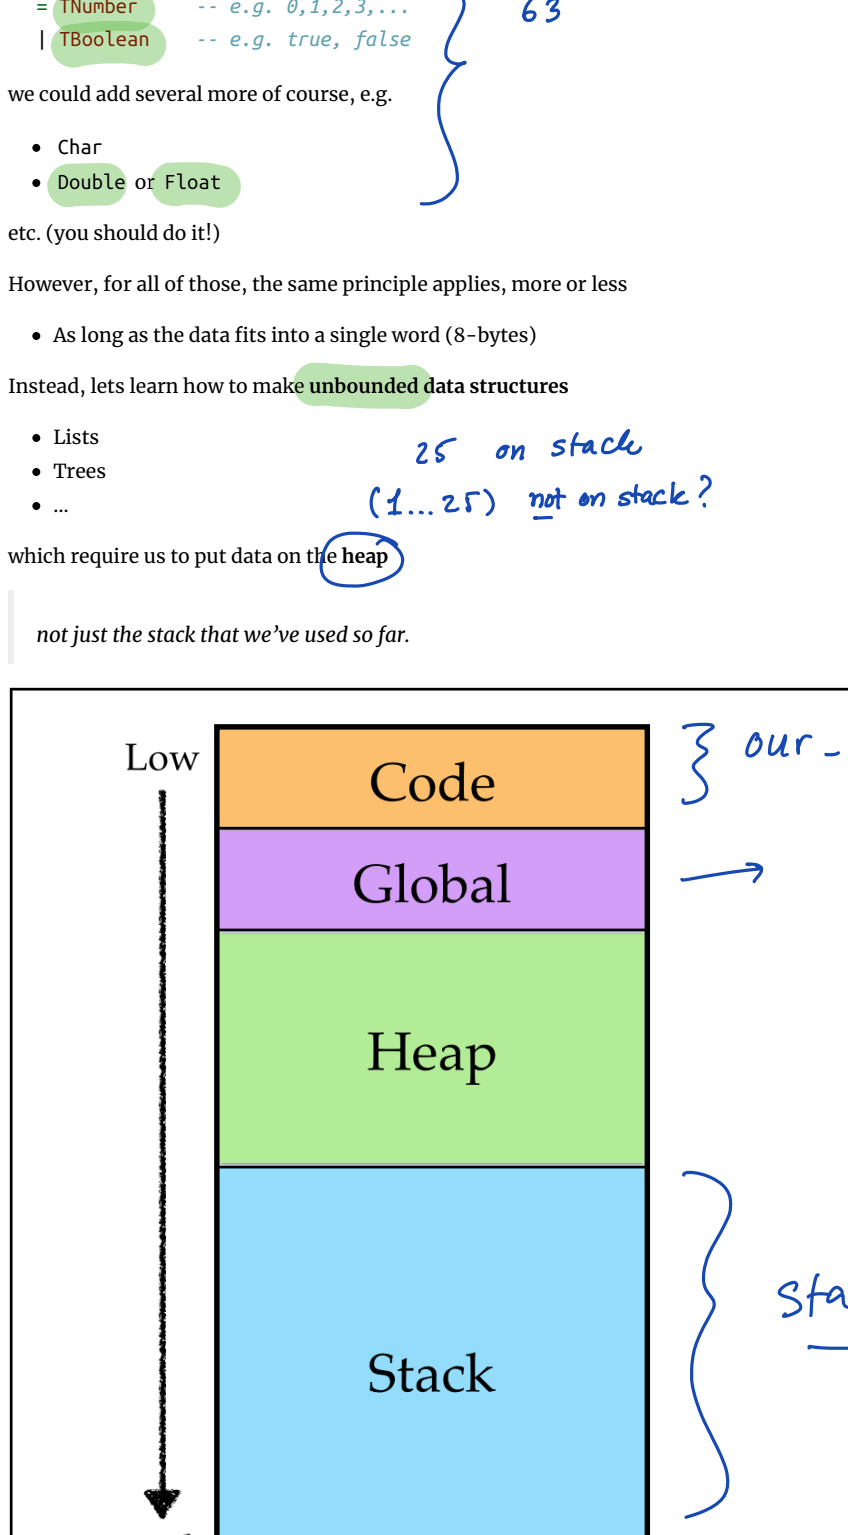 = TNumber -- e.g. 0,1,2,3,... 63
| TBoolean -- e.g. true, false
we could add several more of course, e.g.
• Char
• Double or Float
etc. (you should do it!)
However, for all of those, the same principle applies, more or less
• As long as the data fits into a single word (8-bytes)
Instead, lets learn how to make unbounded data structures
• Lists
25 on stack
• Trees
• ...
(1...25) not on stack?
which require us to put data on the heap
not just the stack that we've used so far.
Low
Code
our -
Global
Heap
Stack
sta